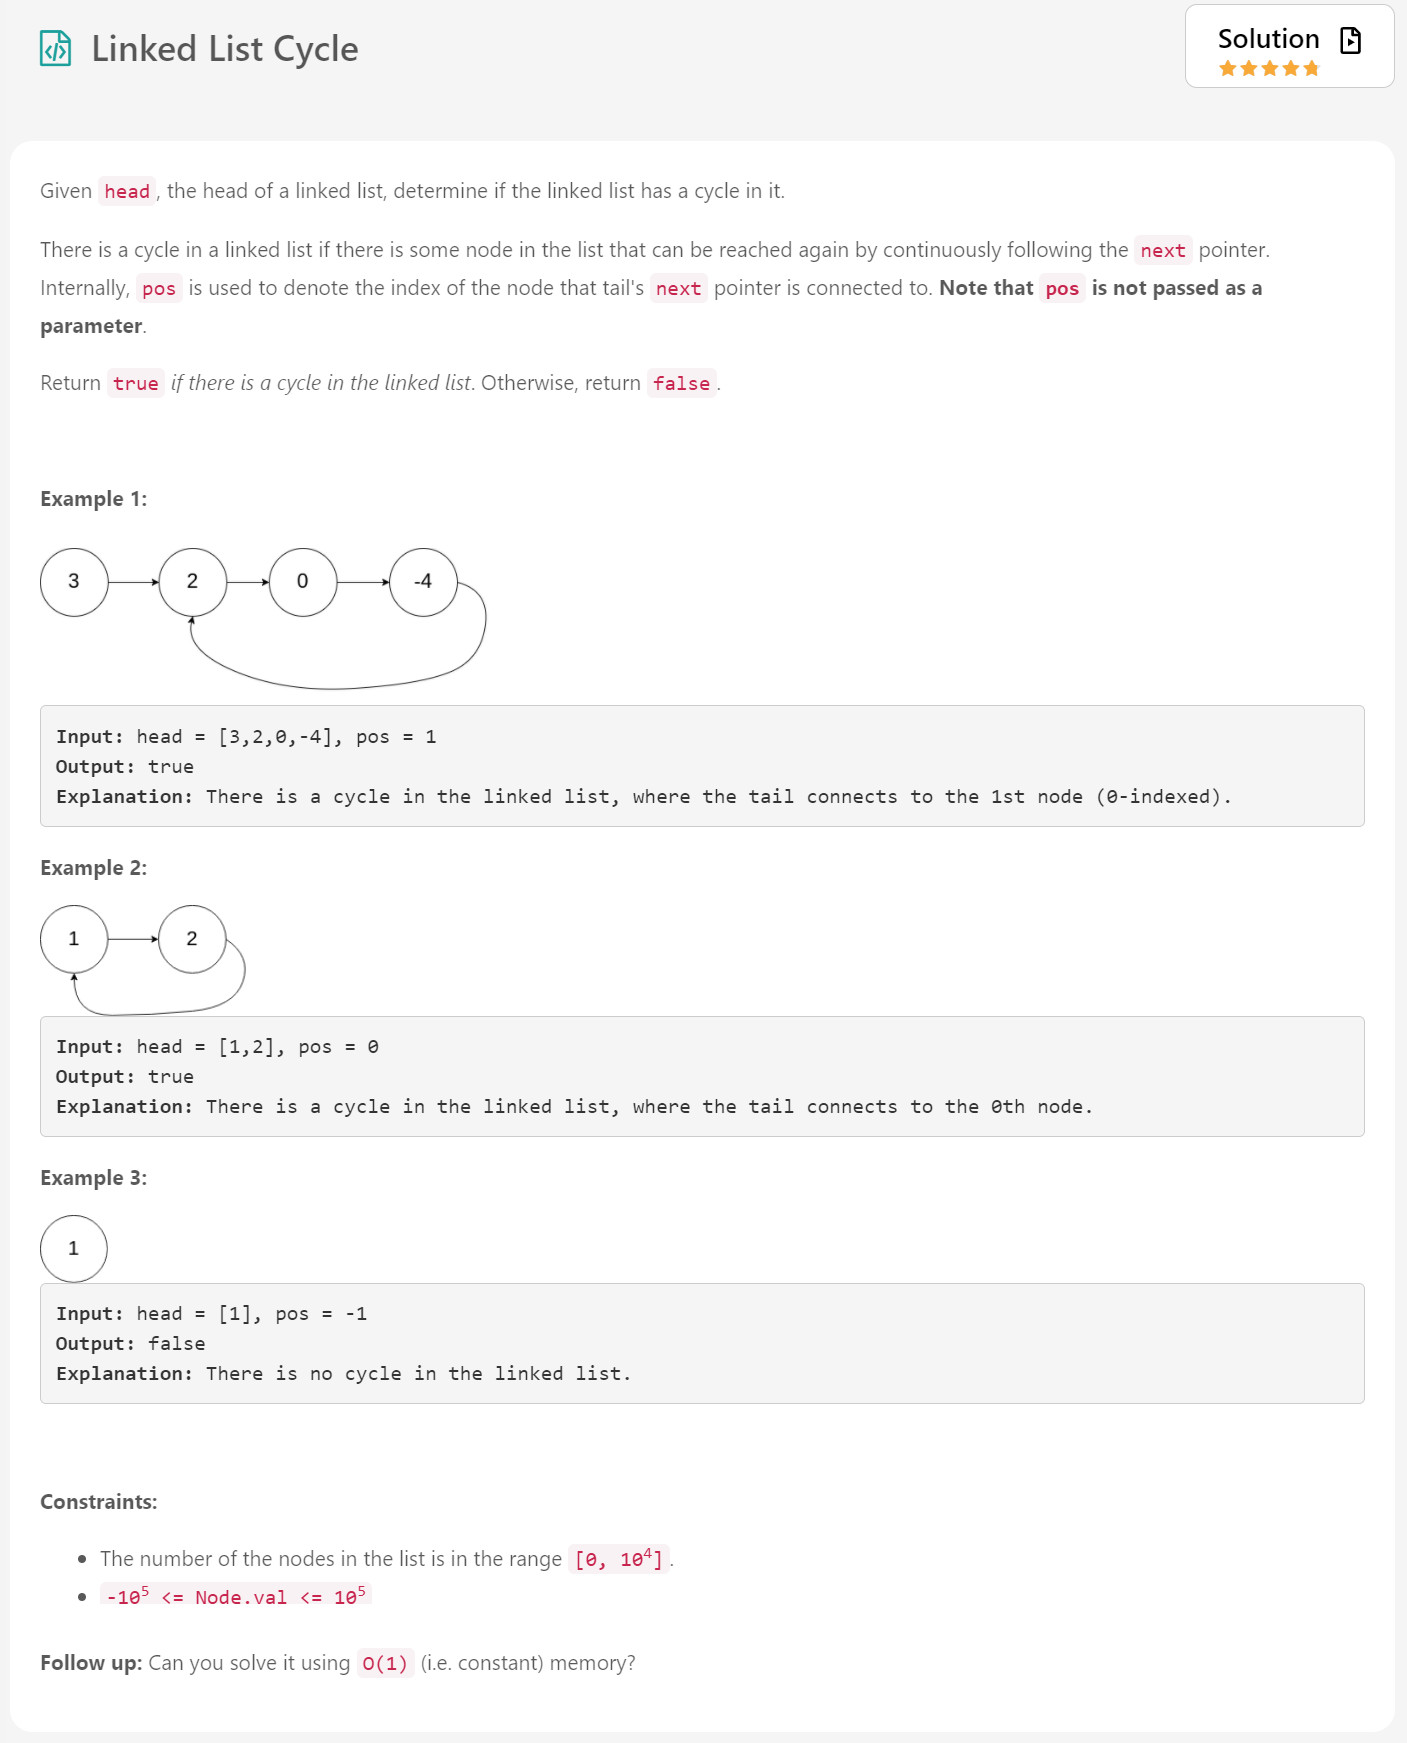 Linked List Cycle
Solution
Given head, the head of a linked list, determine if the linked list has a cycle in it.
There is a cycle in a linked list if there is some node in the list that can be reached again by continuously following the next pointer.
Internally, pos is used to denote the index of the node that tail's next pointer is connected to. Note that pos is not passed as a
parameter.
Return true if there is a cycle in the linked list. Otherwise, return false.
Example 1:
3 2 0 -4
Input: head = [3,2,0,-4], pos = 1
Output: true
Explanation: There is a cycle in the linked list, where the tail connects to the 1st node (0-indexed).
Example 2:
1 2
Input: head = [1,2], pos = 0
Output: true
Explanation: There is a cycle in the linked list, where the tail connects to the 0th node.
Example 3:
1
Input: head = [1], pos = -1
Output: false
Explanation: There is no cycle in the linked list.
Constraints:
• The number of the nodes in the list is in the range [0, 10⁴].
• -10⁵ <= Node.val <= 10⁵
Follow up: Can you solve it using O(1) (i.e. constant) memory?